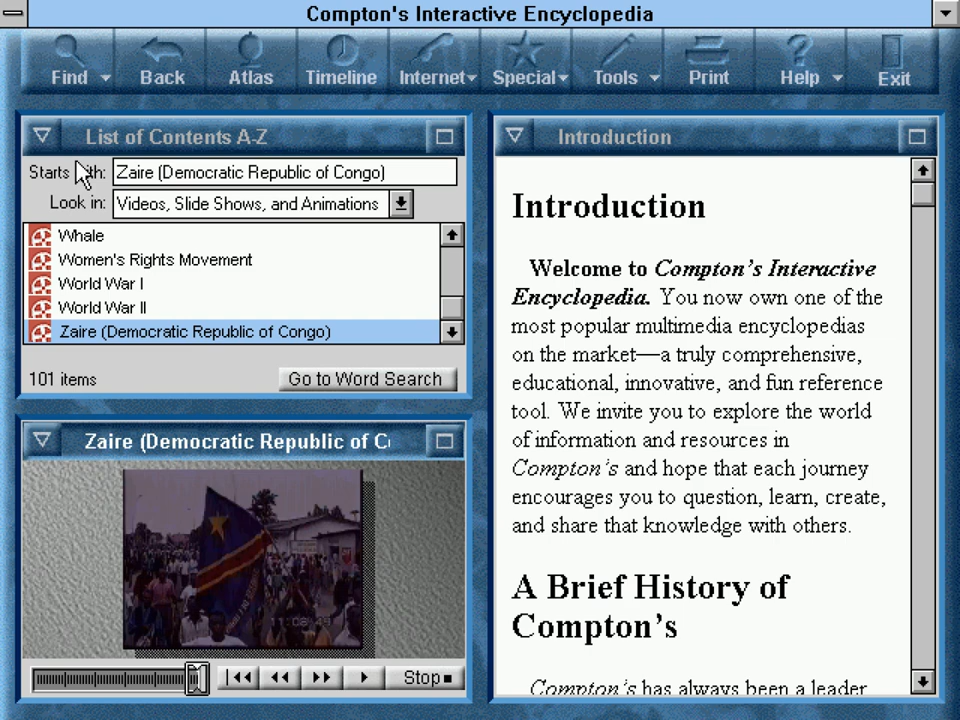 Compton's Interactive Encyclopedia
Find Back Atlas Timeline Internet Special Tools Print Help Exit
List of Contents A-Z
Starts with: Zaire (Democratic Republic of Congo)
Look in: Videos, Slide Shows, and Animations
Whale
Women's Rights Movement
World War I
World War II
Zaire (Democratic Republic of Congo)
101 items Go to Word Search
Zaire (Democratic Republic of C
11:08:49
Stop
Introduction
Introduction
Welcome to Compton's Interactive
Encyclopedia. You now own one of the
most popular multimedia encyclopedias
on the market—a truly comprehensive,
educational, innovative, and fun reference
tool. We invite you to explore the world
of information and resources in
Compton's and hope that each journey
encourages you to question, learn, create,
and share that knowledge with others.
A Brief History of
Compton's
Compton's has always been a leader